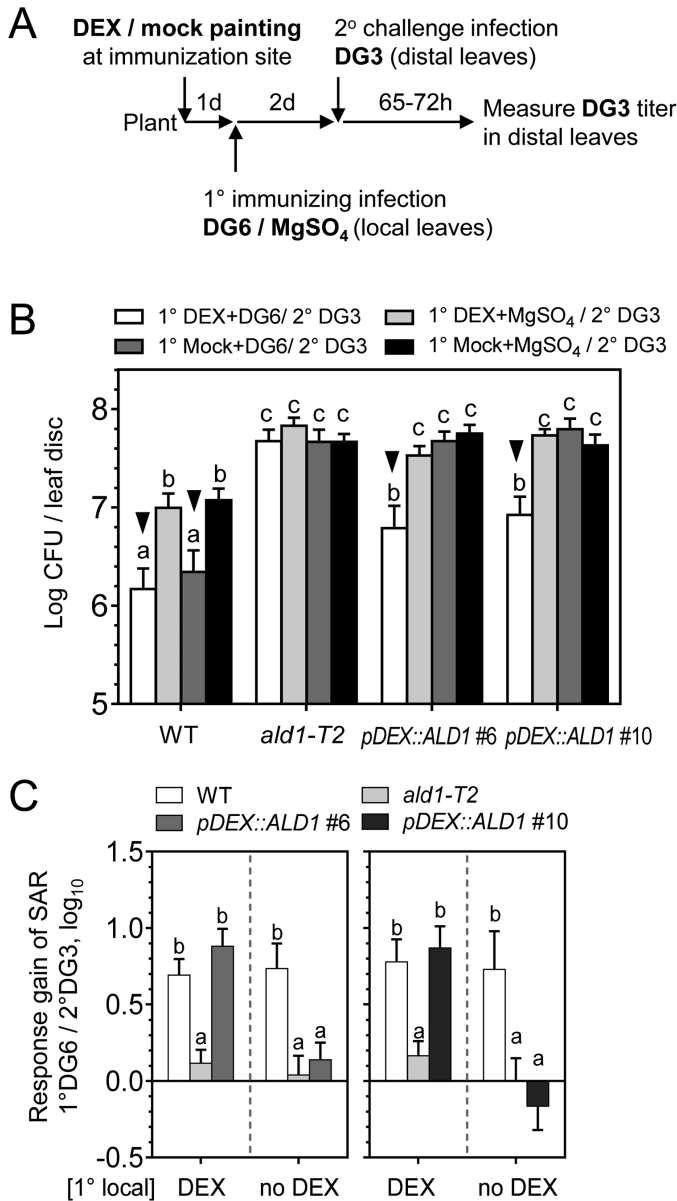 A
DEX / mock painting
at immunization site
2º challenge infection
DG3 (distal leaves)
1d
2d
65-72h
Plant
Measure DG3 titer
in distal leaves
1° immunizing infection
DG6 / MgSO4 (local leaves)
B
1° DEX+DG6/ 2° DG3
1° DEX+MgSO4 / 2° DG3
1° Mock+DG6/ 2° DG3
1° Mock+MgSO4 / 2° DG3
Log CFU / leaf disc
8
7
6
5
a b a b
c c c c
b c c c
b c c c
WT
ald1-T2
pDEX::ALD1 #6
pDEX::ALD1 #10
C
WT
ald1-T2
pDEX::ALD1 #6
pDEX::ALD1 #10
Response gain of SAR
1°DG6 / 2°DG3, log10
1.5
1.0
0.5
0.0
-0.5
b a b
b a a
b a b
b a a
[1° local]
DEX
no DEX
DEX
no DEX